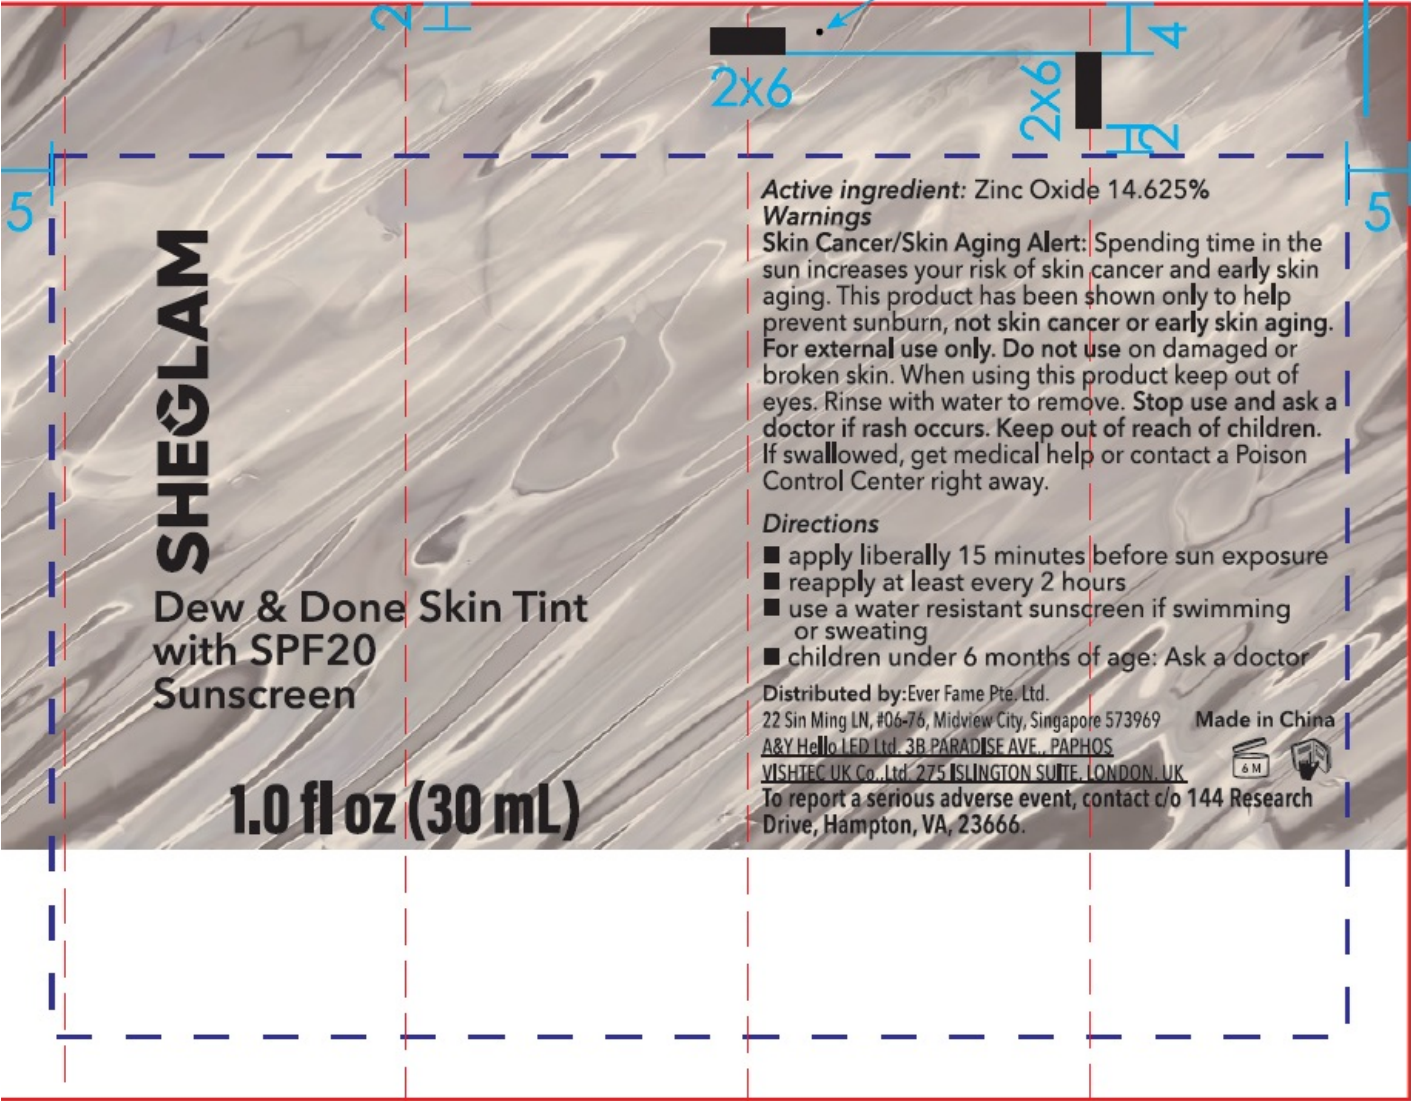 2
4
2x6
2x6
2
5
5
SHEGLAM
Dew & Done Skin Tint
with SPF20
Sunscreen
1.0 fl oz (30 mL)
Active ingredient: Zinc Oxide 14.625%
Warnings
Skin Cancer/Skin Aging Alert: Spending time in the
sun increases your risk of skin cancer and early skin
aging. This product has been shown only to help
prevent sunburn, not skin cancer or early skin aging.
For external use only. Do not use on damaged or
broken skin. When using this product keep out of
eyes. Rinse with water to remove. Stop use and ask a
doctor if rash occurs. Keep out of reach of children.
If swallowed, get medical help or contact a Poison
Control Center right away.
Directions
■ apply liberally 15 minutes before sun exposure
■ reapply at least every 2 hours
■ use a water resistant sunscreen if swimming
or sweating
■ children under 6 months of age: Ask a doctor
Distributed by:Ever Fame Pte. Ltd.
22 Sin Ming LN, #06-76, Midview City, Singapore 573969 Made in China
A&Y Hello LED Ltd. 3B PARADISE AVE., PAPHOS
VISHTEC UK Co.,Ltd. 275 ISLINGTON SUITE, LONDON, UK
6 M
To report a serious adverse event, contact c/o 144 Research
Drive, Hampton, VA, 23666.